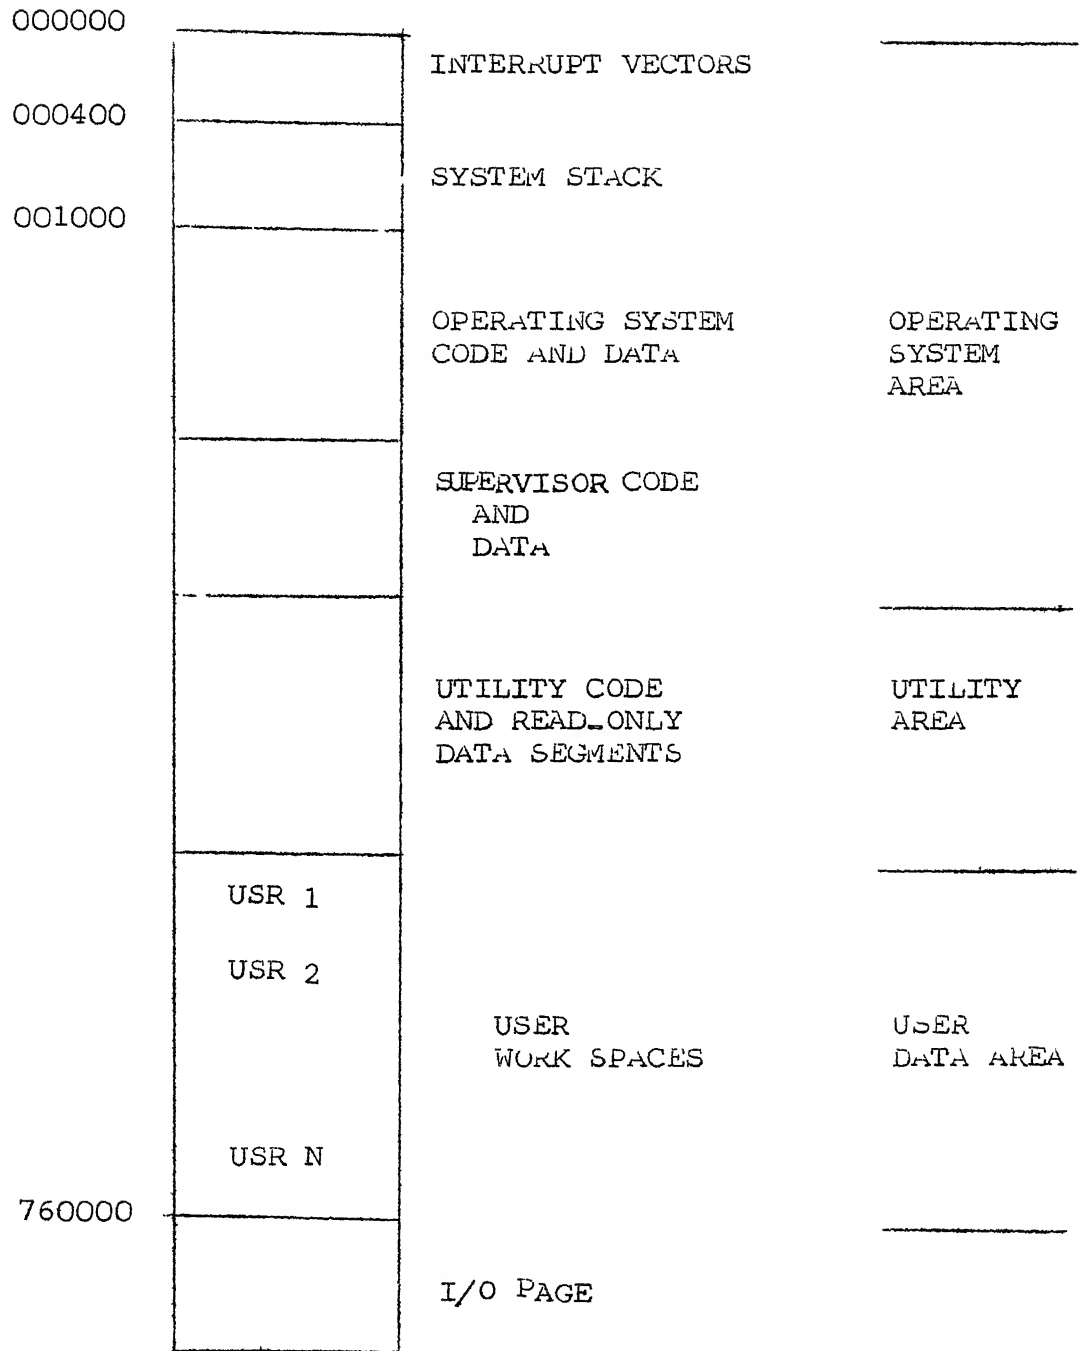 000000
INTERRUPT VECTORS
000400
SYSTEM STACK
001000
OPERATING SYSTEM
CODE AND DATA
OPERATING
SYSTEM
AREA
SUPERVISOR CODE
AND
DATA
UTILITY CODE
AND READ-ONLY
DATA SEGMENTS
UTILITY
AREA
USR 1
USR 2
USER
WORK SPACES
USER
DATA AREA
USR N
760000
I/O PAGE